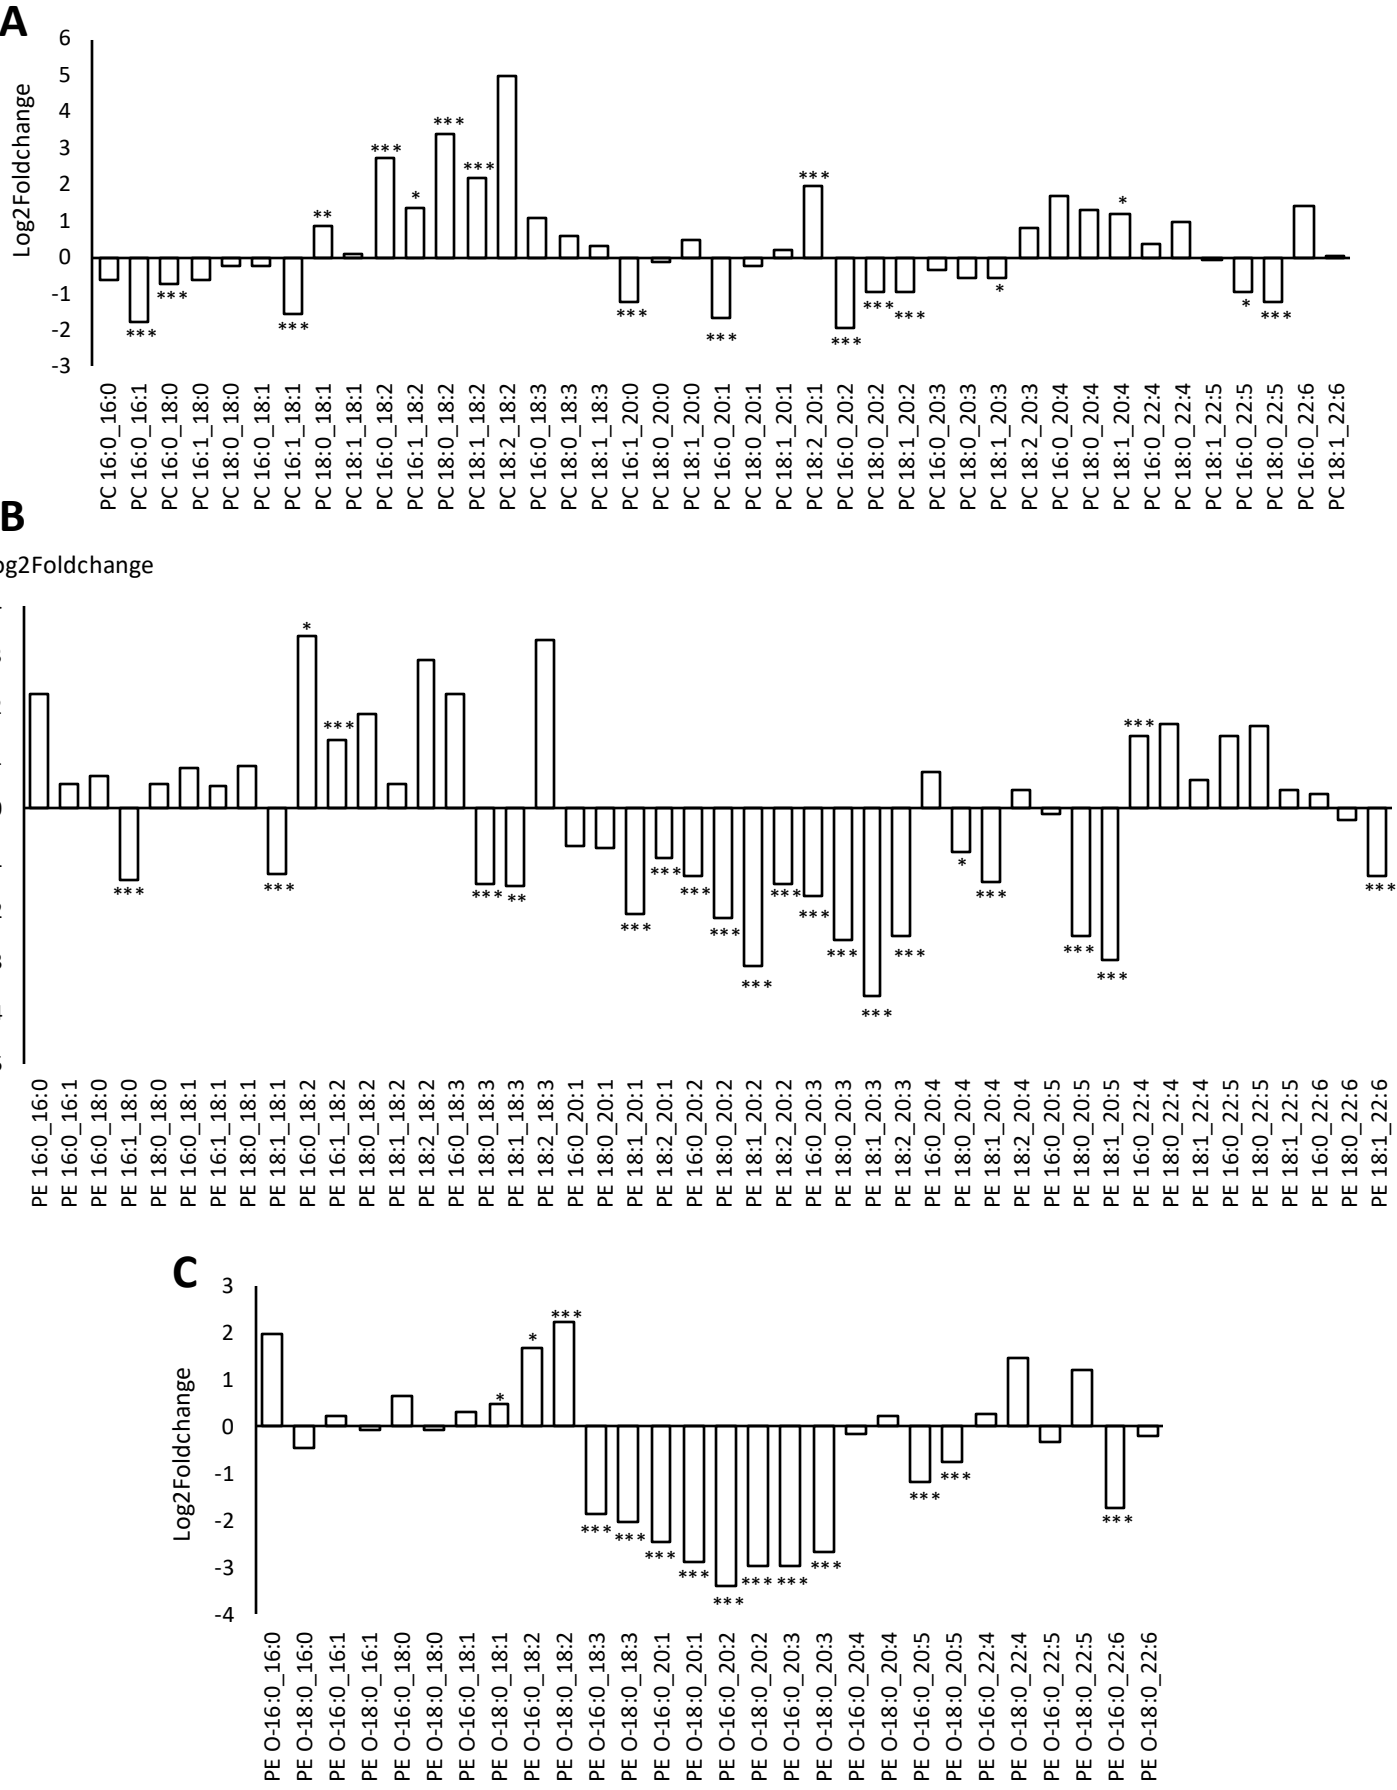 A
6
5
4
3
2
1
0
-1
-2
-3
Log2Foldchange
***
***
***
**
***
*
***
***
***
***
***
***
***
***
*
*
*
***
PC 16:0_16:0
PC 16:0_16:1
PC 16:0_18:0
PC 16:1_18:0
PC 18:0_18:0
PC 16:0_18:1
PC 16:1_18:1
PC 18:0_18:1
PC 18:1_18:1
PC 16:0_18:2
PC 16:1_18:2
PC 18:0_18:2
PC 18:1_18:2
PC 18:2_18:2
PC 16:0_18:3
PC 18:0_18:3
PC 18:1_18:3
PC 16:1_20:0
PC 18:0_20:0
PC 18:1_20:0
PC 16:0_20:1
PC 18:0_20:1
PC 18:1_20:1
PC 18:2_20:1
PC 16:0_20:2
PC 18:0_20:2
PC 18:1_20:2
PC 16:0_20:3
PC 18:0_20:3
PC 18:1_20:3
PC 18:2_20:3
PC 16:0_20:4
PC 18:0_20:4
PC 18:1_20:4
PC 16:0_22:4
PC 18:0_22:4
PC 18:1_22:5
PC 16:0_22:5
PC 18:0_22:5
PC 16:0_22:6
PC 18:1_22:6
B
og2Foldchange
***
***
*
***
***
**
***
***
***
***
***
***
***
***
***
***
*
***
***
***
***
***
PE 16:0_16:0
PE 16:0_16:1
PE 16:0_18:0
PE 16:1_18:0
PE 18:0_18:0
PE 16:0_18:1
PE 16:1_18:1
PE 18:0_18:1
PE 18:1_18:1
PE 16:0_18:2
PE 16:1_18:2
PE 18:0_18:2
PE 18:1_18:2
PE 18:2_18:2
PE 16:0_18:3
PE 18:0_18:3
PE 18:1_18:3
PE 18:2_18:3
PE 16:0_20:1
PE 18:0_20:1
PE 18:1_20:1
PE 18:2_20:1
PE 16:0_20:2
PE 18:0_20:2
PE 18:1_20:2
PE 18:2_20:2
PE 16:0_20:3
PE 18:0_20:3
PE 18:1_20:3
PE 18:2_20:3
PE 16:0_20:4
PE 18:0_20:4
PE 18:1_20:4
PE 18:2_20:4
PE 16:0_20:5
PE 18:0_20:5
PE 18:1_20:5
PE 16:0_22:4
PE 18:0_22:4
PE 18:1_22:4
PE 16:0_22:5
PE 18:0_22:5
PE 18:1_22:5
PE 16:0_22:6
PE 18:0_22:6
PE 18:1_22:6
C
3
2
1
0
-1
-2
-3
-4
Log2Foldchange
*
*
***
***
***
***
***
***
***
***
***
***
***
***
PE O-16:0_16:0
PE O-18:0_16:0
PE O-16:0_16:1
PE O-18:0_16:1
PE O-16:0_18:0
PE O-18:0_18:0
PE O-16:0_18:1
PE O-18:0_18:1
PE O-16:0_18:2
PE O-18:0_18:2
PE O-16:0_18:3
PE O-18:0_18:3
PE O-16:0_20:1
PE O-18:0_20:1
PE O-16:0_20:2
PE O-18:0_20:2
PE O-16:0_20:3
PE O-18:0_20:3
PE O-16:0_20:4
PE O-18:0_20:4
PE O-16:0_20:5
PE O-18:0_20:5
PE O-16:0_22:4
PE O-18:0_22:4
PE O-16:0_22:5
PE O-18:0_22:5
PE O-16:0_22:6
PE O-18:0_22:6